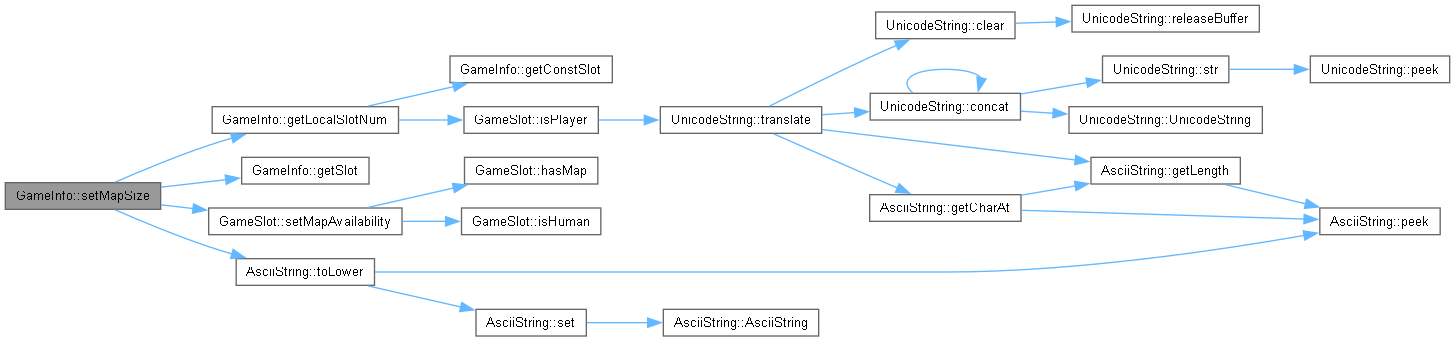 GameInfo::setMapSize
GameInfo::getLocalSlotNum
GameInfo::getConstSlot
GameSlot::isPlayer
UnicodeString::translate
UnicodeString::clear
UnicodeString::releaseBuffer
UnicodeString::concat
UnicodeString::str
UnicodeString::peek
UnicodeString::UnicodeString
AsciiString::getLength
AsciiString::getCharAt
AsciiString::peek
GameInfo::getSlot
GameSlot::setMapAvailability
GameSlot::hasMap
GameSlot::isHuman
AsciiString::toLower
AsciiString::set
AsciiString::AsciiString